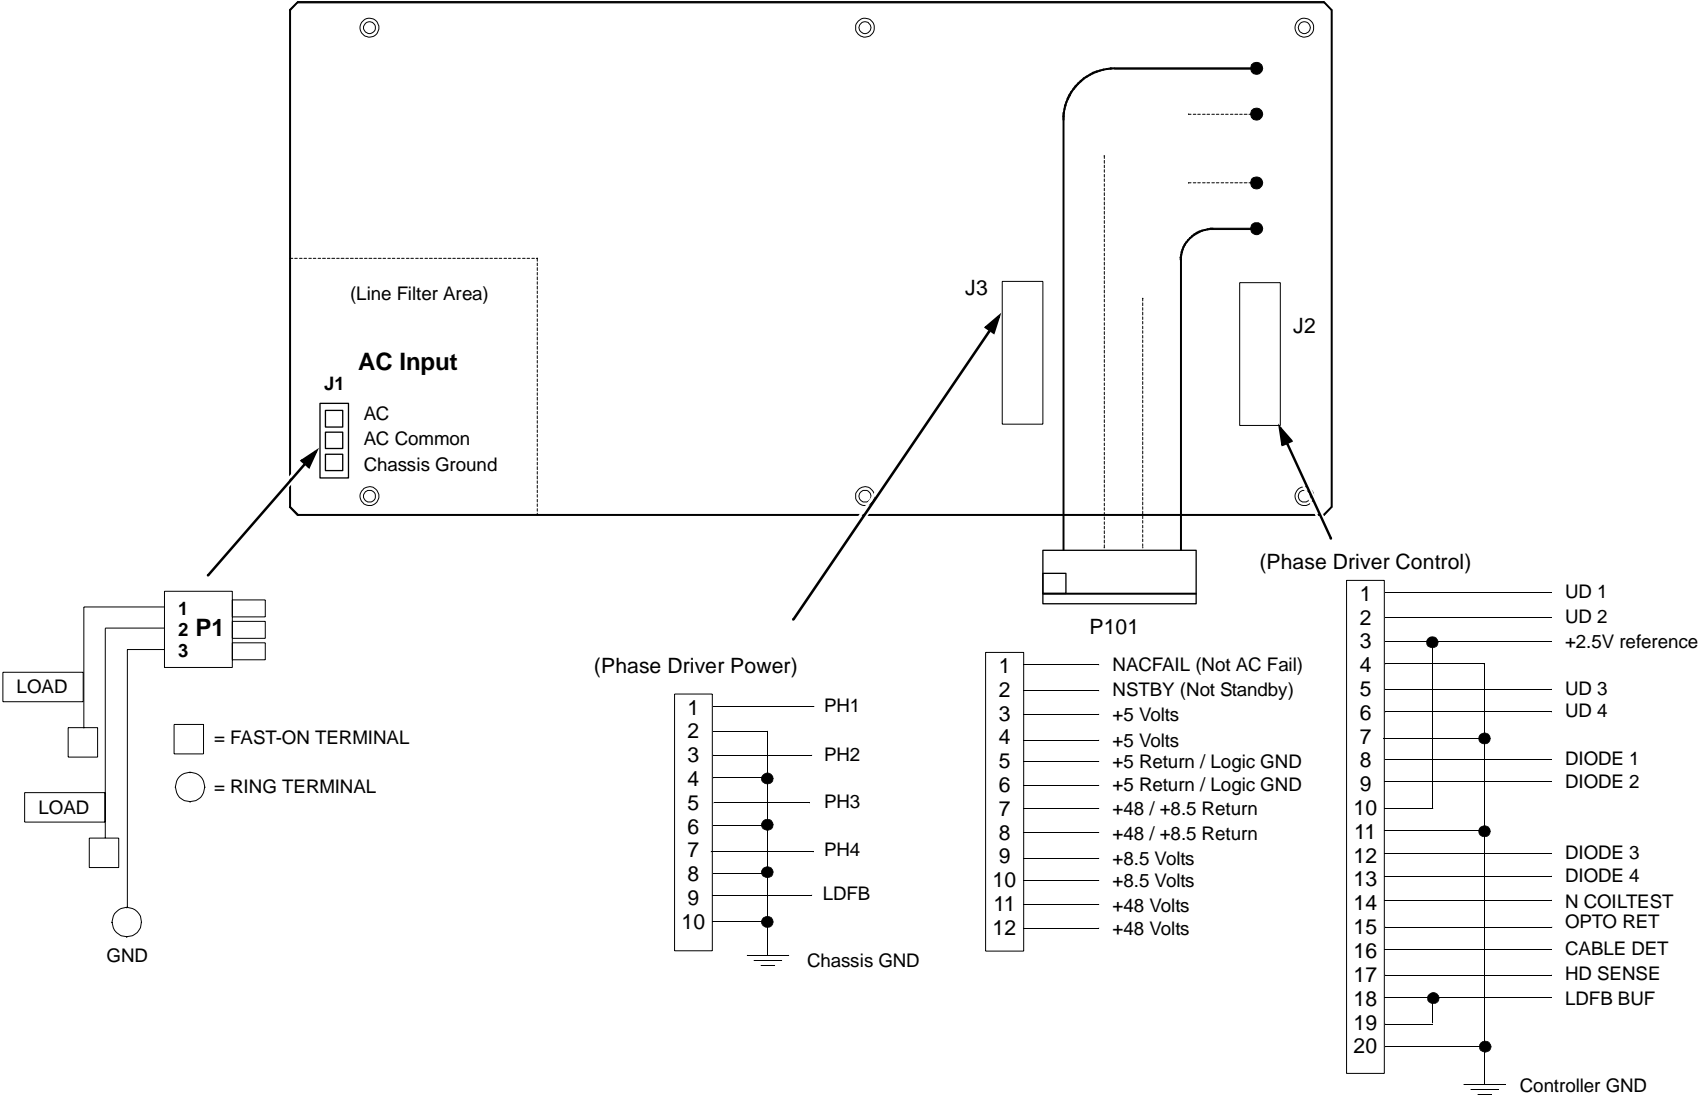 (Line Filter Area)
AC Input
J1
AC
AC Common
Chassis Ground
J3
J2
1
2 P1
3
LOAD
LOAD
= FAST-ON TERMINAL
= RING TERMINAL
GND
(Phase Driver Power)
1 PH1
2
3 PH2
4
5 PH3
6
7 PH4
8
9 LDFB
10
Chassis GND
P101
1 NACFAIL (Not AC Fail)
2 NSTBY (Not Standby)
3 +5 Volts
4 +5 Volts
5 +5 Return / Logic GND
6 +5 Return / Logic GND
7 +48 / +8.5 Return
8 +48 / +8.5 Return
9 +8.5 Volts
10 +8.5 Volts
11 +48 Volts
12 +48 Volts
(Phase Driver Control)
1 UD 1
2 UD 2
3 +2.5V reference
4
5 UD 3
6 UD 4
7
8 DIODE 1
9 DIODE 2
10
11
12 DIODE 3
13 DIODE 4
14 N COILTEST
15 OPTO RET
16 CABLE DET
17 HD SENSE
18 LDFB BUF
19
20
Controller GND